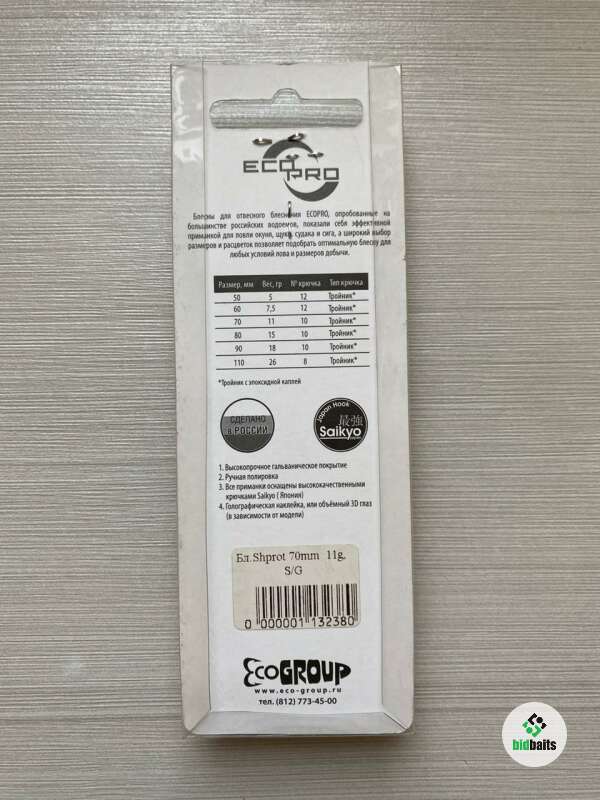 ECO
PRO
Блесны для отвесного блеснения ECOPRO, опробованные на
большинстве российских водоемов, показали себя эффективной
приманкой для ловли окуня, щуки, судака и сига, а широкий выбор
размеров и расцветок позволяет подобрать оптимальную блесну для
любых условий лова и размеров добычи.
Размер, мм Вес, гр № крючка Тип крючка
50 5 12 Тройник*
60 7,5 12 Тройник*
70 11 10 Тройник*
80 15 10 Тройник*
90 18 10 Тройник*
110 26 8 Тройник*
*Тройник с эпоксидной каплей
СДЕЛАНО
в РОССИИ
Japan Hook
最強
Saikyo
1. Высокопрочное гальваническое покрытие
2. Ручная полировка
3. Все приманки оснащены высококачественными
крючками Saikyo ( Япония)
4. Голографическая наклейка, или объёмный 3D глаз
(в зависимости от модели)
Бл.Shprot 70mm 11g,
S/G
0 000001 132380
EcoGROUP
www.eco-group.ru
тел. (812) 773-45-00
bidbaits